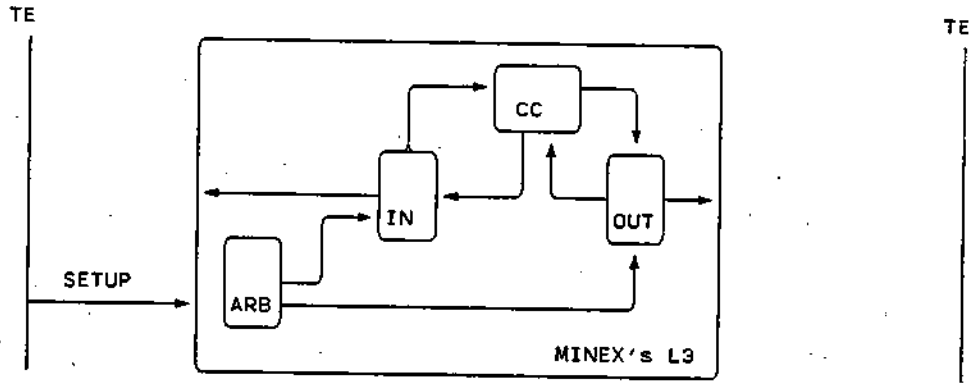 TE
TE
CC
IN
OUT
SETUP
ARB
MINEX's L3